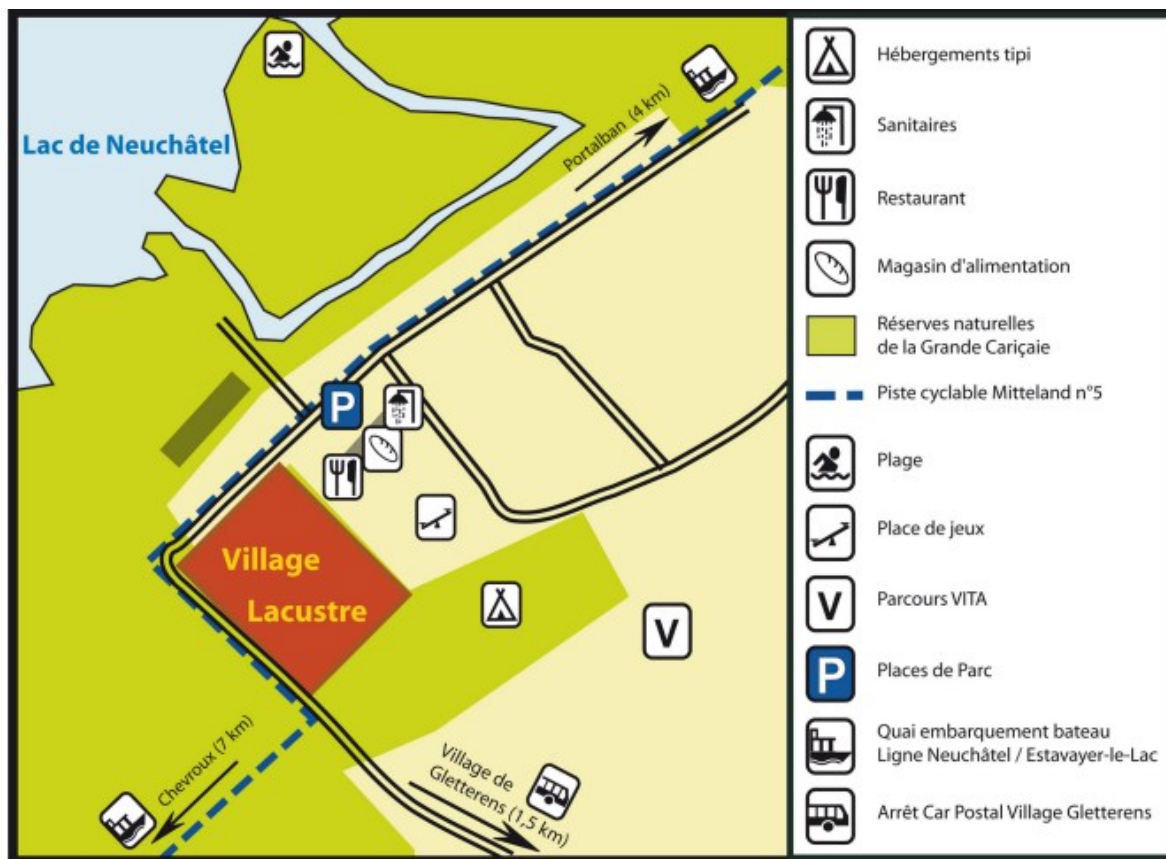 Lac de Neuchâtel
Portalban (4 km)
P
Village
Lacustre
V
Chevroux (7 km)
Village de
Gletterens (1,5 km)
Hébergements tipi
Sanitaires
Restaurant
Magasin d'alimentation
Réserves naturelles
de la Grande Cariçaie
Piste cyclable Mitteland n°5
Plage
Place de jeux
V
Parcours VITA
P
Places de Parc
Quai embarquement bateau
Ligne Neuchâtel / Estavayer-le-Lac
Arrêt Car Postal Village Gletterens